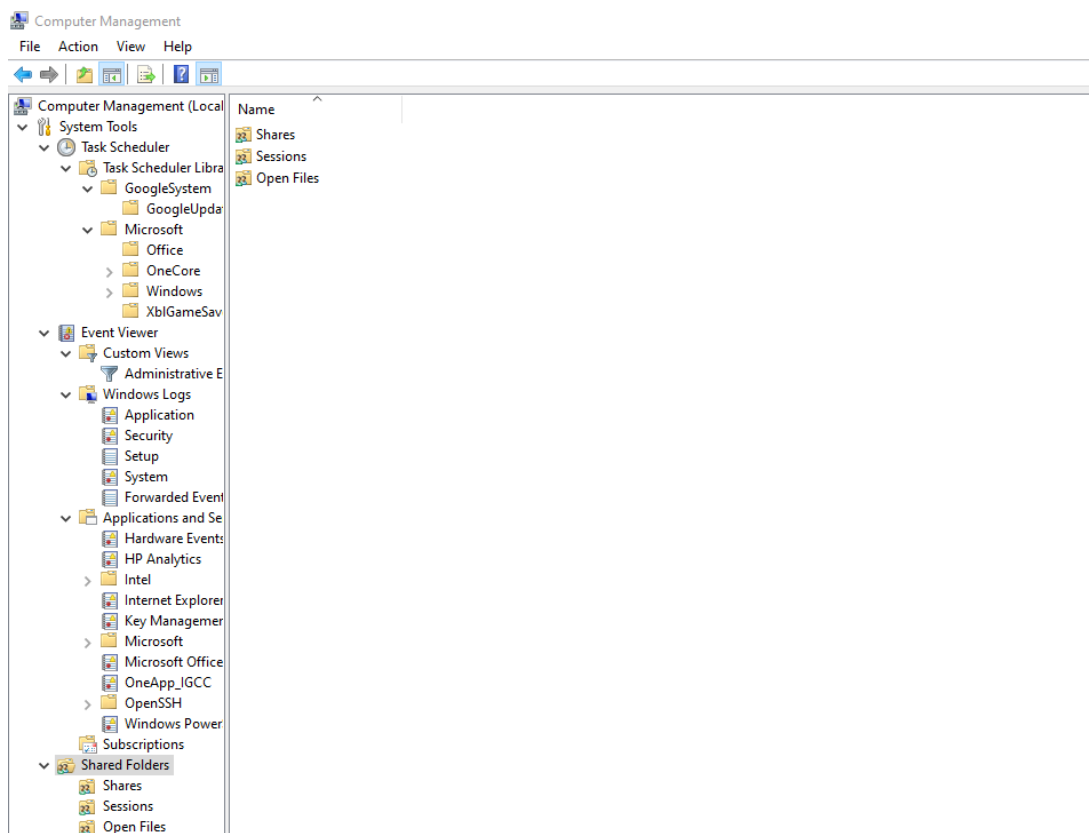 Computer Management
File Action View Help
Computer Management (Local
Name
System Tools
Shares
Task Scheduler
Sessions
Task Scheduler Libra
Open Files
GoogleSystem
GoogleUpda
Microsoft
Office
OneCore
Windows
XblGameSav
Event Viewer
Custom Views
Administrative E
Windows Logs
Application
Security
Setup
System
Forwarded Event
Applications and Se
Hardware Events
HP Analytics
Intel
Internet Explorer
Key Managemer
Microsoft
Microsoft Office
OneApp_IGCC
OpenSSH
Windows Power
Subscriptions
Shared Folders
Shares
Sessions
Open Files